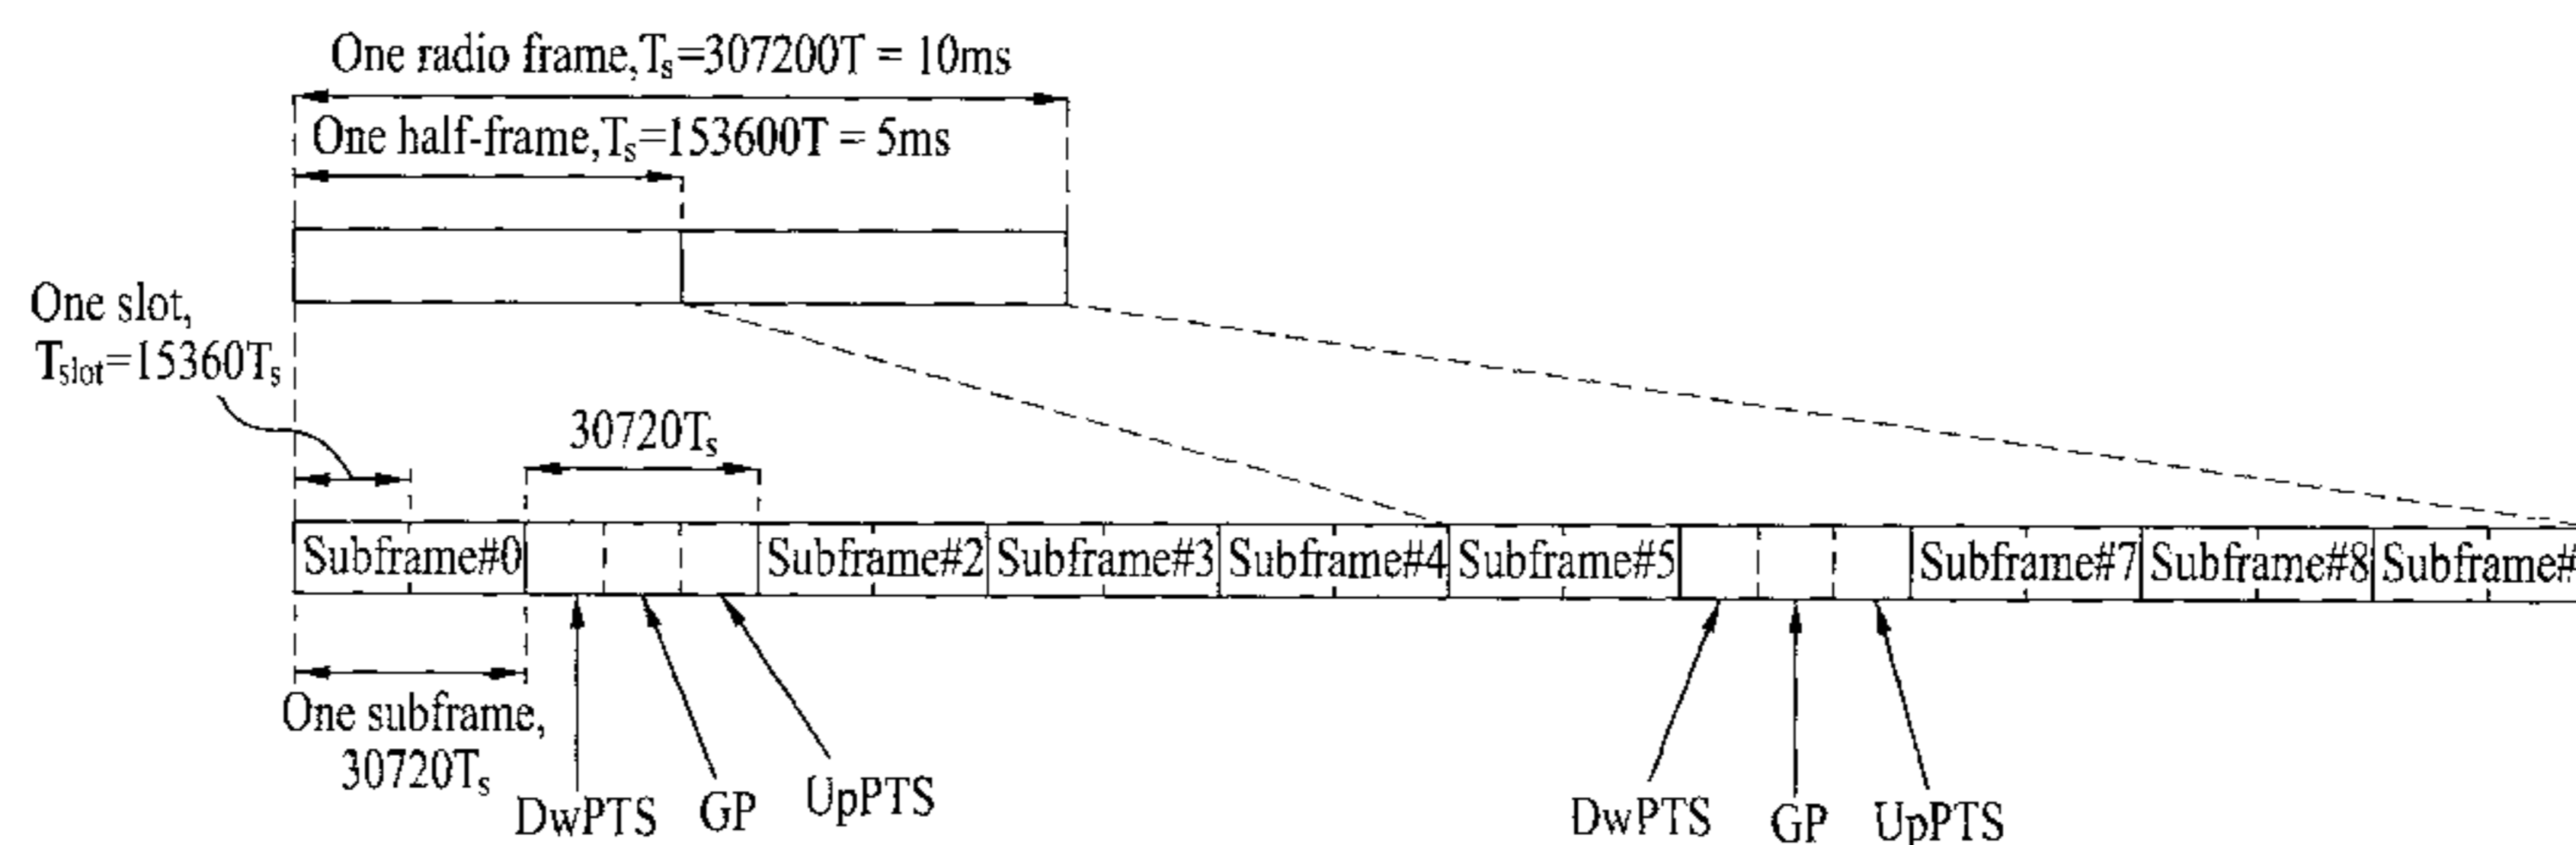 One radio frame,Ts=307200T = 10ms
One half-frame,Ts=153600T = 5ms
One slot,
Tslot=15360Ts
30720Ts
Subframe#0 Subframe#2 Subframe#3 Subframe#4 Subframe#5 Subframe#7 Subframe#8 Subframe#
One subframe,
30720Ts
DwPTS GP UpPTS DwPTS GP UpPTS